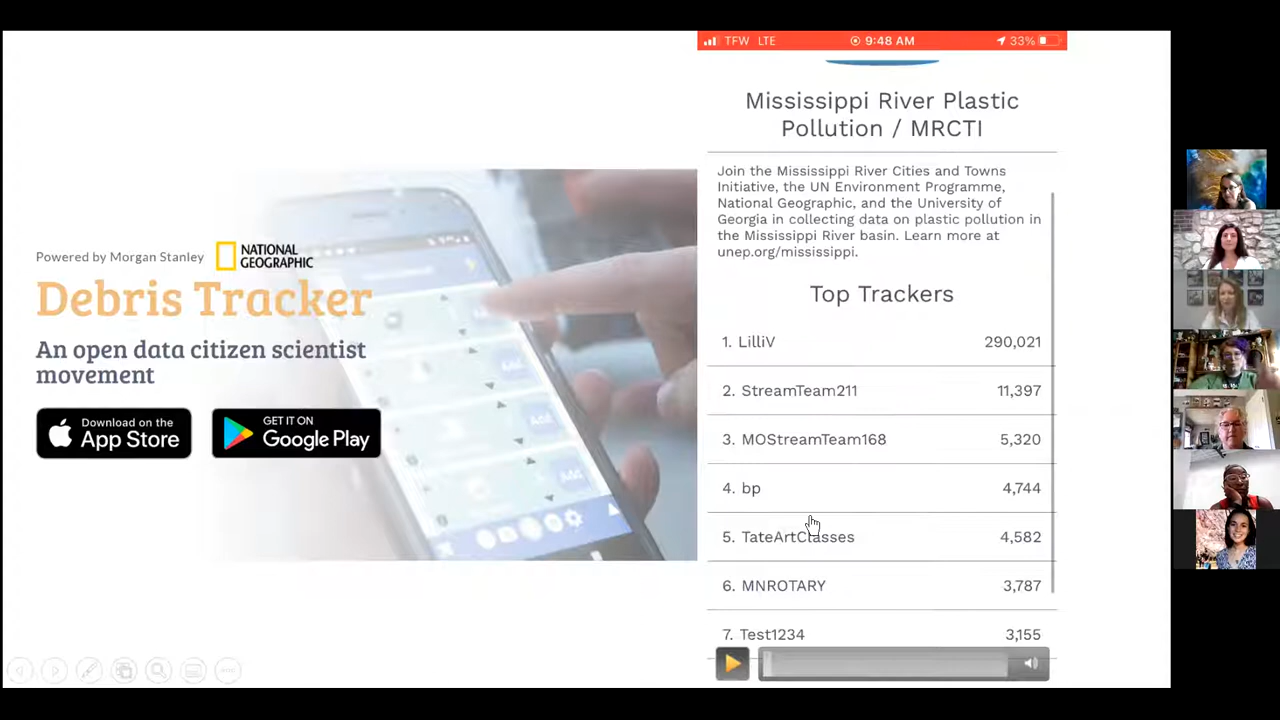 Powered by Morgan Stanley
NATIONAL
GEOGRAPHIC
Debris Tracker
An open data citizen scientist
movement
Download on the
App Store
GET IT ON
Google Play
TFW LTE
9:48 AM
33%
Mississippi River Plastic
Pollution / MRCTI
Join the Mississippi River Cities and Towns
Initiative, the UN Environment Programme,
National Geographic, and the University of
Georgia in collecting data on plastic pollution in
the Mississippi River basin. Learn more at
unep.org/mississippi.
Top Trackers
1. LilliV 290,021
2. StreamTeam211 11,397
3. MOStreamTeam168 5,320
4. bp 4,744
5. TateArtClasses 4,582
6. MNROTARY 3,787
7. Test1234 3,155
Add
Add